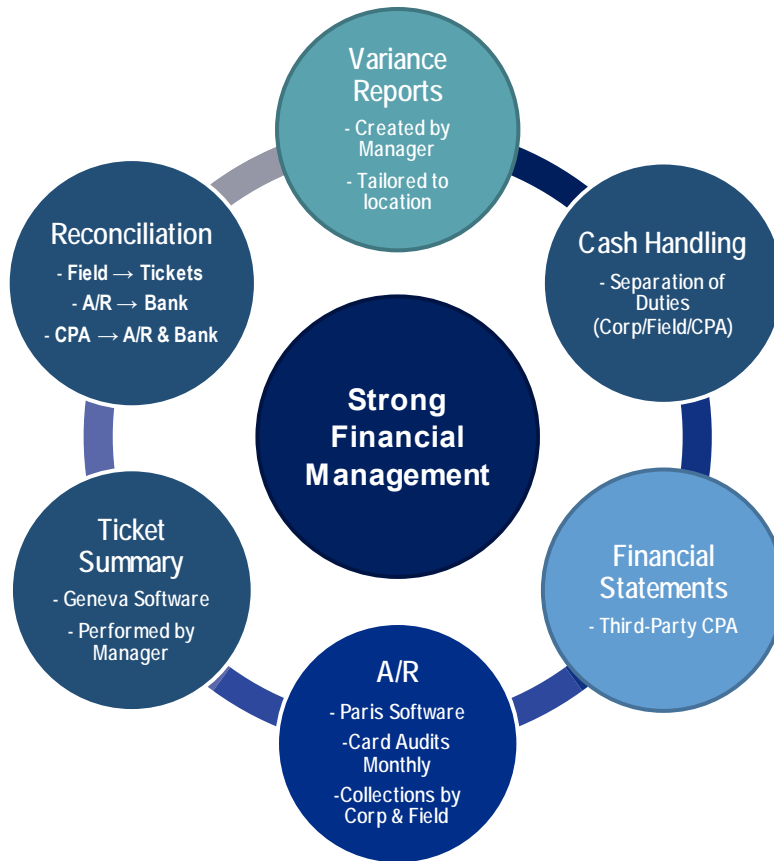 Variance
Reports
- Created by
Manager
- Tailored to
location
Cash Handling
- Separation of
Duties
(Corp/Field/CPA)
Financial
Statements
- Third-Party CPA
A/R
- Paris Software
-Card Audits
Monthly
-Collections by
Corp & Field
Ticket
Summary
- Geneva Software
- Performed by
Manager
Reconciliation
- Field → Tickets
- A/R → Bank
- CPA → A/R & Bank
Strong
Financial
Management